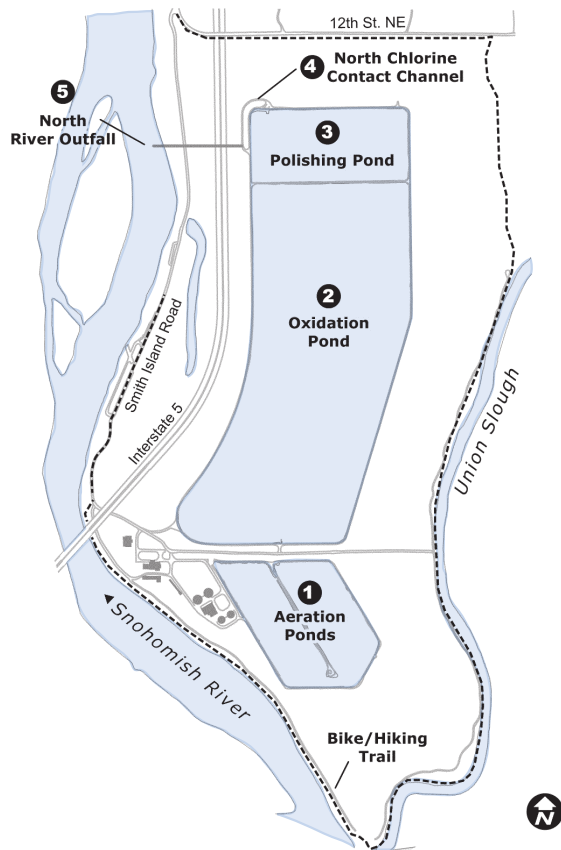 12th St. NE
4
North Chlorine
Contact Channel
5
North
River Outfall
3
Polishing Pond
2
Oxidation
Pond
Smith Island Road
Interstate 5
Union Slough
1
Aeration
Ponds
Snohomish River
Bike/Hiking
Trail
N